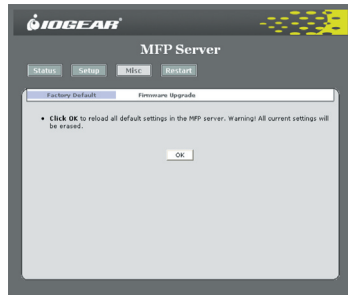 IOGEAR
MFP Server
Status Setup Misc Restart
Factory Default Firmware Upgrade
Click OK to reload all default settings in the MFP server. Warning! All current settings will
be erased.
OK